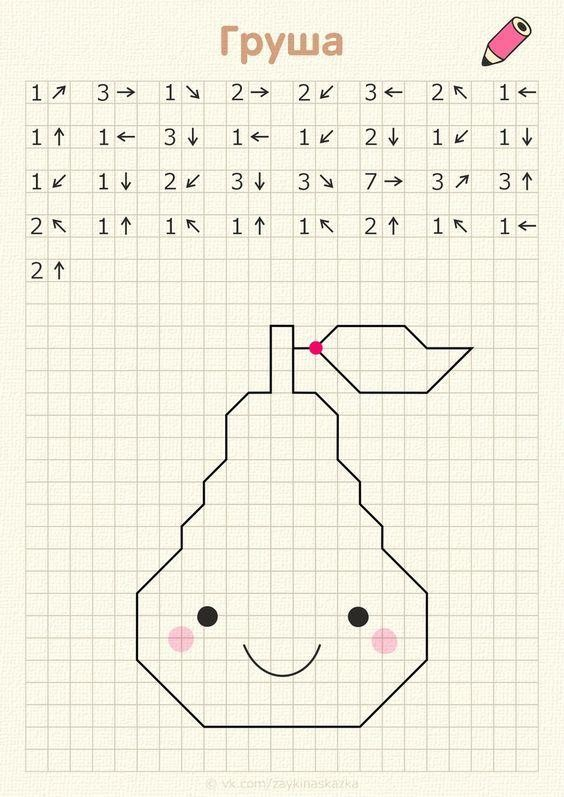 Груша
1 ↗ 3 → 1 ↘ 2 → 2 ↙ 3 ← 2 ↖ 1 ←
1 ↑ 1 ← 3 ↓ 1 ← 1 ↙ 2 ↓ 1 ↙ 1 ↓
1 ↙ 1 ↓ 2 ↙ 3 ↓ 3 ↘ 7 → 3 ↗ 3 ↑
2 ↖ 1 ↑ 1 ↖ 1 ↑ 1 ↖ 2 ↑ 1 ↖ 1 ←
2 ↑
© vk.com/zaykinaskazka